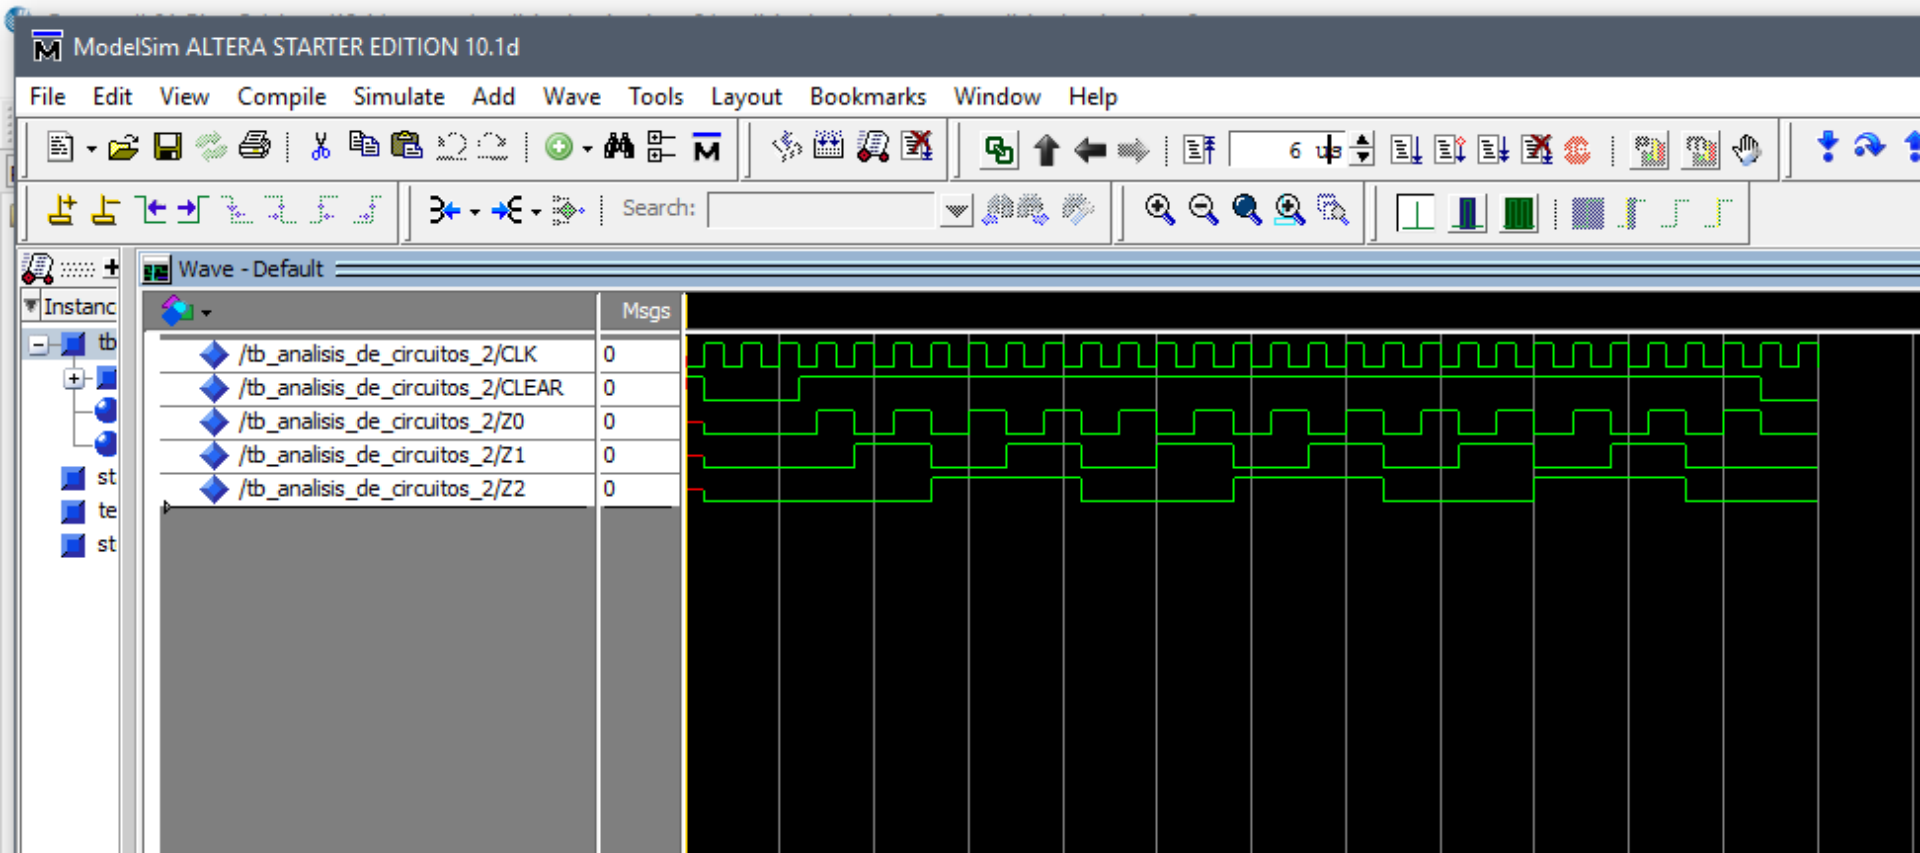 ModelSim ALTERA STARTER EDITION 10.1d
File Edit View Compile Simulate Add Wave Tools Layout Bookmarks Window Help
6 us
Search:
Wave - Default
Instanc
Msgs
tb
/tb_analisis_de_circuitos_2/CLK 0
/tb_analisis_de_circuitos_2/CLEAR 0
/tb_analisis_de_circuitos_2/Z0 0
/tb_analisis_de_circuitos_2/Z1 0
st
/tb_analisis_de_circuitos_2/Z2 0
te
st